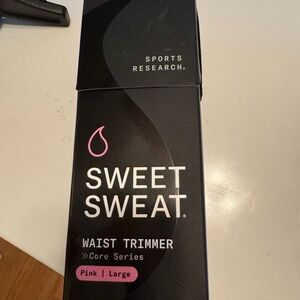 SPORTS
RESEARCH.
SWEET
SWEAT.
WAIST TRIMMER
»Core Series
Pink | Large